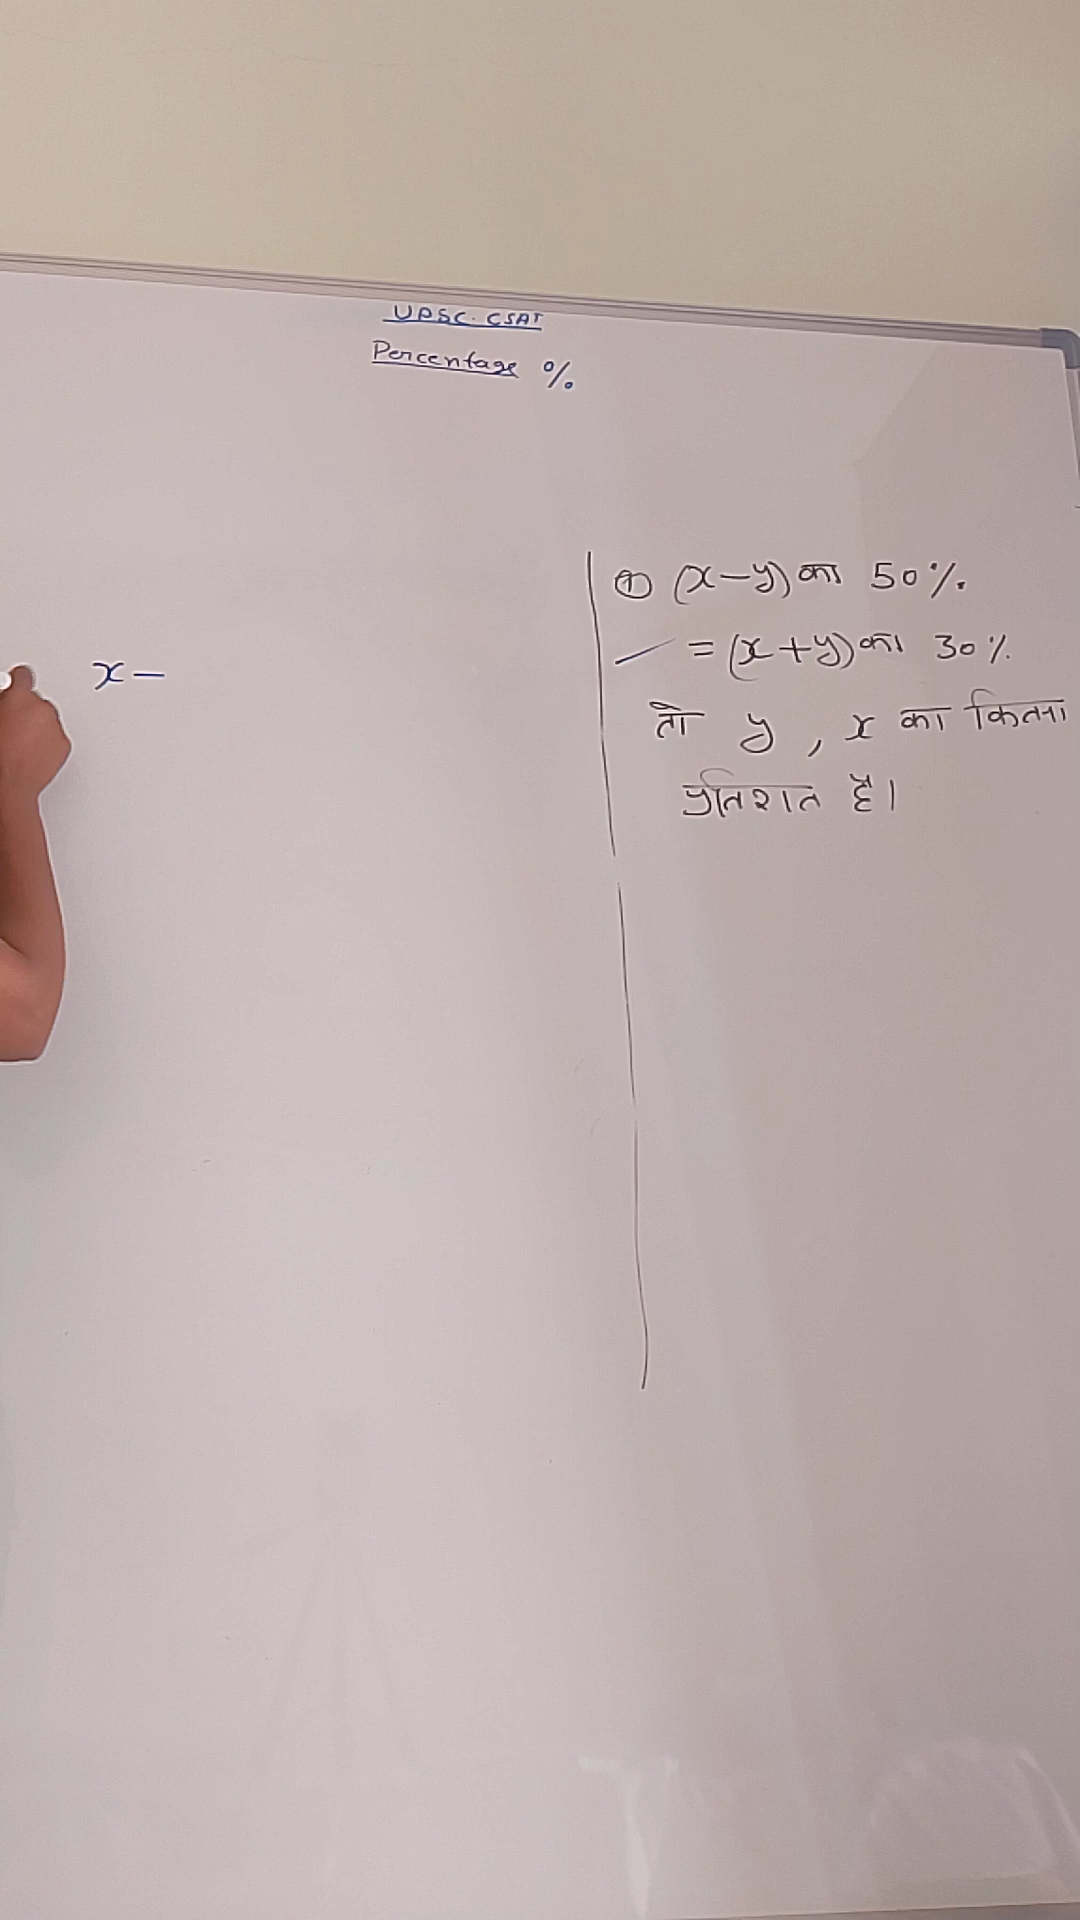 UPSC. CSAT
Percentage %
x –
① (x–y) का 50%.
= (x+y) का 30%.
तो y, x का कितना
प्रतिशत है।